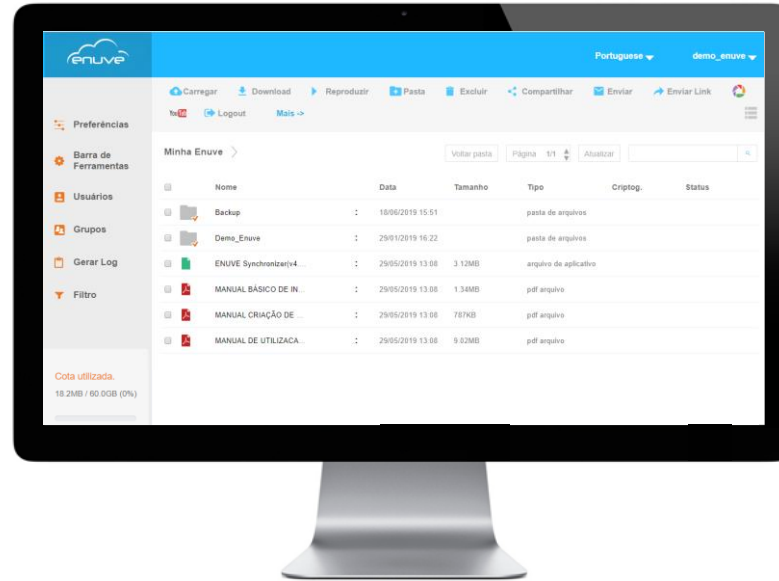 enuve
Portuguese demo_enuve
Carregar Download Reproduzir Pasta Excluir Compartilhar Enviar Enviar Link
You Tube Logout Mais ->
Preferências
Barra de
Ferramentas
Usuários
Grupos
Gerar Log
Filtro
Cota utilizada.
18.2MB / 60.0GB (0%)
Minha Enuve
Voltar pasta Página 1/1 Atualizar
Nome Data Tamanho Tipo Criptog. Status
Backup : 18/06/2019 15:51 pasta de arquivos
Demo_Enuve : 29/01/2019 16:22 pasta de arquivos
ENUVE Synchronizer(v4... : 29/05/2019 13:08 3.12MB arquivo de aplicativo
MANUAL BÁSICO DE IN... : 29/05/2019 13:08 1.34MB pdf arquivo
MANUAL CRIAÇÃO DE ... : 29/05/2019 13:08 787KB pdf arquivo
MANUAL DE UTILIZACA... : 29/05/2019 13:08 9.02MB pdf arquivo